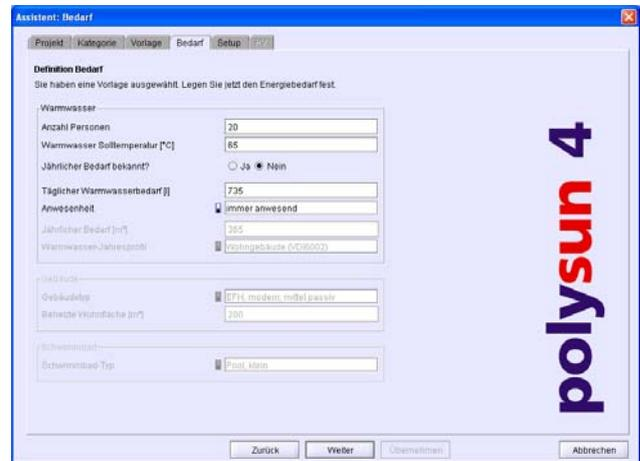 Assistent: Bedarf
Projekt Kategorie Vorlage Bedarf Setup
Definition Bedarf
Sie haben eine Vorlage ausgewählt. Legen Sie jetzt den Energiebedarf fest.
Warmwasser
Anzahl Personen 20
Warmwasser Solltemperatur [°C] 65
Jährlicher Bedarf bekannt? Ja Nein
Täglicher Warmwasserbedarf [l] 735
Anwesenheit immer anwesend
Jährlicher Bedarf [m³] 365
Warmwasser-Jahresprofil Wohngebäude (VDI6002)
Gebäude
Gebäudetyp EFH, modern, mittel passiv
Beheizte Wohnfläche [m²] 200
Schwimmbad
Schwimmbad-Typ Pool, klein
polysun 4
Zurück Weiter Übernehmen Abbrechen